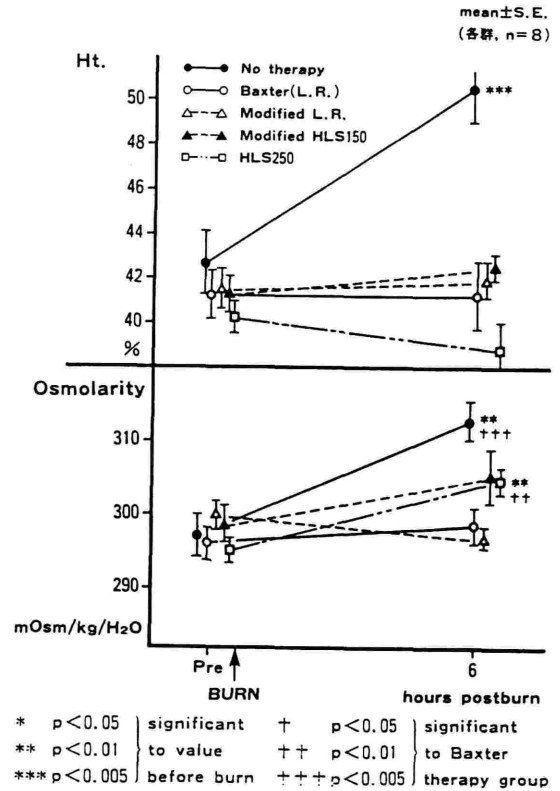 mean±S.E.
(各群, n=8)
Ht.
No therapy
Baxter(L.R.)
Modified L.R.
Modified HLS150
HLS250
50
48
46
44
42
40
%
***
Osmolarity
310
300
290
mOsm/kg/H₂O
**
†††
**
††
Pre
6
BURN
hours postburn
* p<0.05 significant † p<0.05 significant
** p<0.01 to value †† p<0.01 to Baxter
*** p<0.005 before burn ††† p<0.005 therapy group